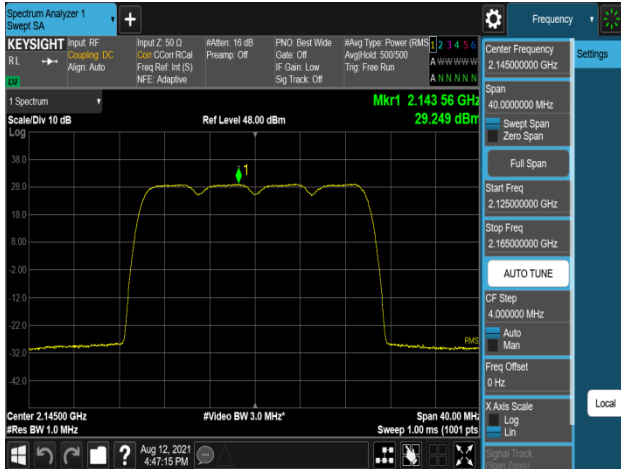 Spectrum Analyzer 1
Swept SA
+
Frequency
KEYSIGHT
RL
LU
Input: RF
Coupling: DC
Align: Auto
Input Z: 50 Ω
Corr CCorr RCal
Freq Ref: Int (S)
NFE: Adaptive
#Atten: 16 dB
Preamp: Off
PNO: Best Wide
Gate: Off
IF Gain: Low
Sig Track: Off
#Avg Type: Power (RMS
Avg|Hold: 500/500
Trig: Free Run
1 2 3 4 5 6
A W W W W W
A N N N N N
1 Spectrum
Scale/Div 10 dB
Log
Ref Level 48.00 dBm
Mkr1 2.143 56 GHz
29.249 dBm
38.0
28.0
18.0
8.00
-2.00
-12.0
-22.0
-32.0
-42.0
1
RMS
Center 2.14500 GHz
#Res BW 1.0 MHz
#Video BW 3.0 MHz*
Span 40.00 MHz
Sweep 1.00 ms (1001 pts
?
Aug 12, 2021
4:47:15 PM
Center Frequency
2.145000000 GHz
Span
40.0000000 MHz
Swept Span
Zero Span
Full Span
Start Freq
2.125000000 GHz
Stop Freq
2.165000000 GHz
AUTO TUNE
CF Step
4.000000 MHz
Auto
Man
Freq Offset
0 Hz
X Axis Scale
Log
Lin
Signal Track
(Span Zoom)
Settings
Local